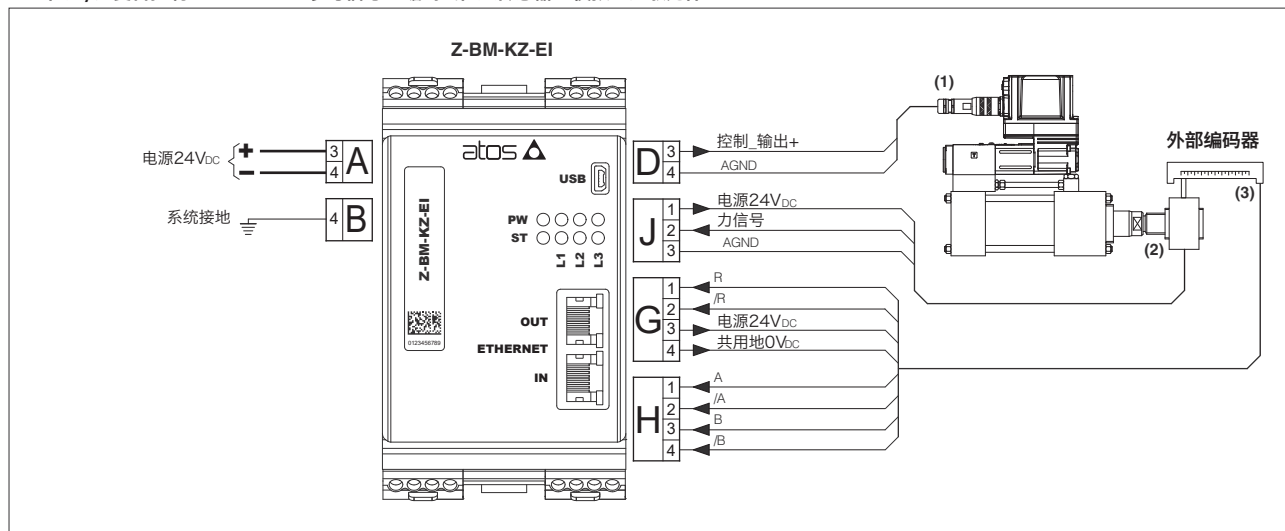 Z-BM-KZ-EI
电源24VDC
+
−
3
4
A
系统接地
4
B
atos
USB
PW
ST
L1
L2
L3
Z-BM-KZ-EI
0123456789
OUT
ETHERNET
IN
D
3
4
控制_输出+
AGND
J
1
2
3
电源24VDC
力信号
AGND
G
1
2
3
4
R
/R
电源24VDC
共用地0VDC
H
1
2
3
4
A
/A
B
/B
(1)
外部编码器
(2)
(3)